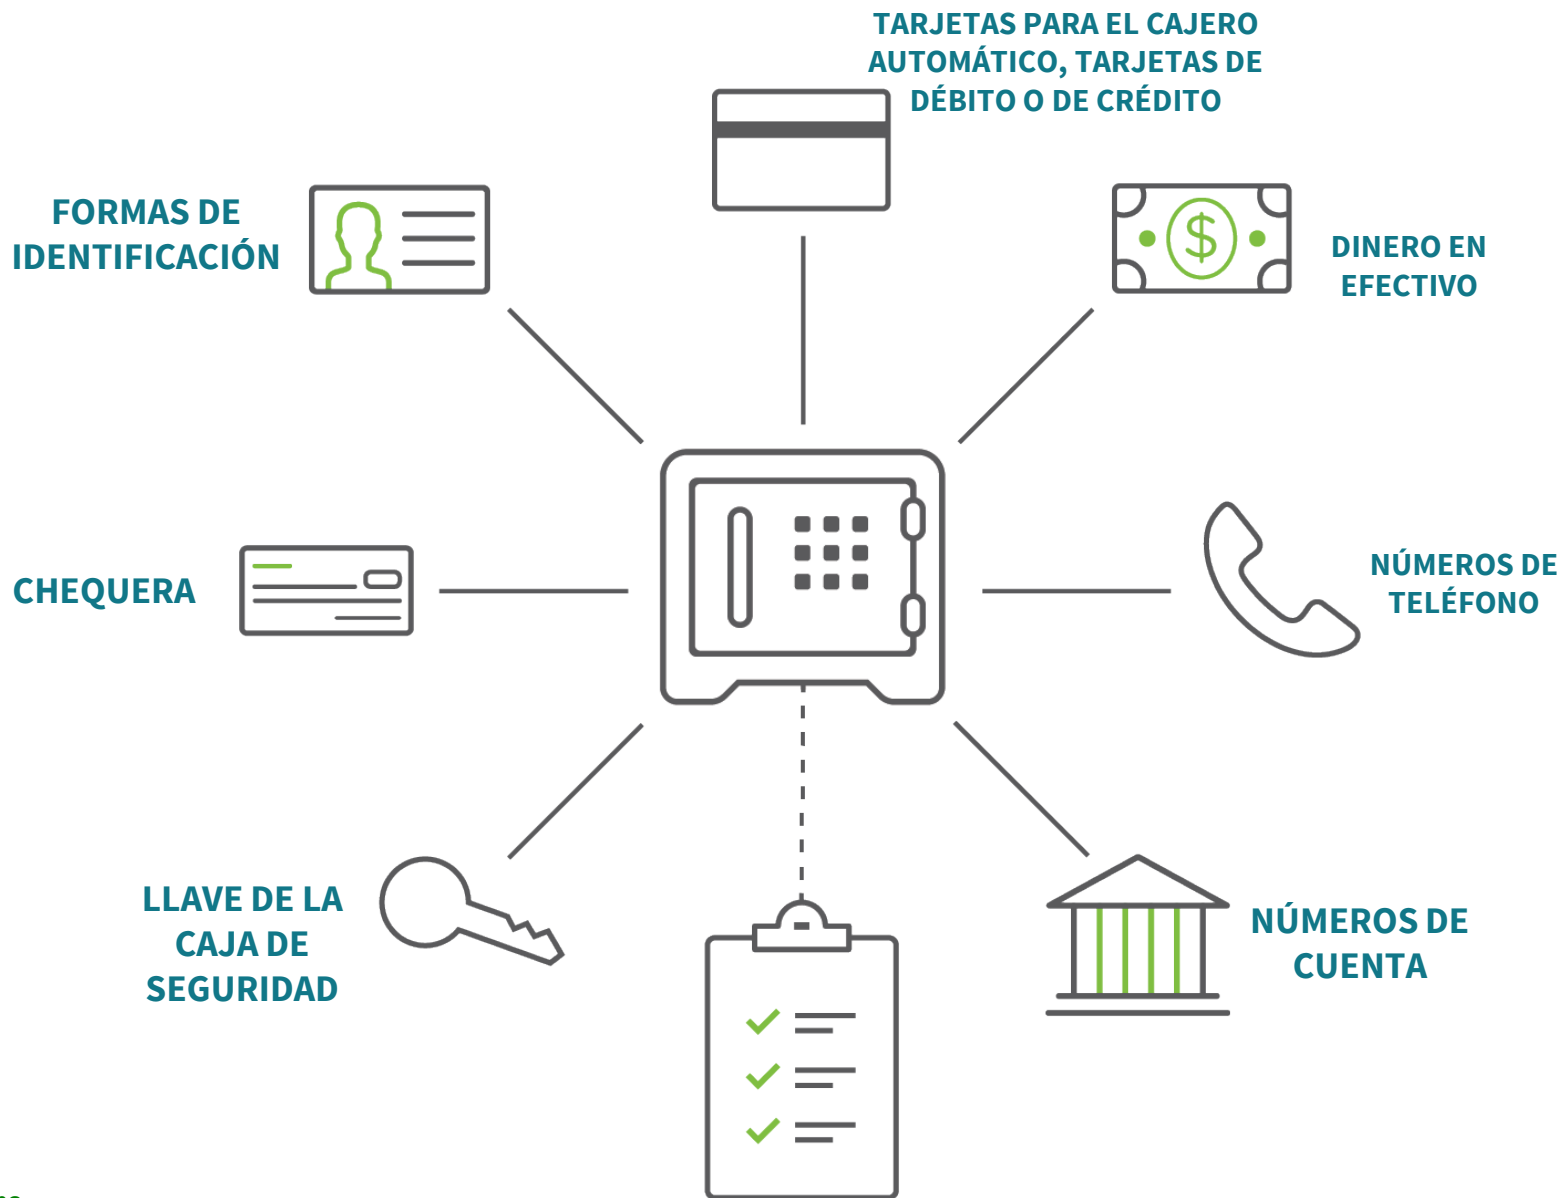 TARJETAS PARA EL CAJERO
AUTOMÁTICO, TARJETAS DE
DÉBITO O DE CRÉDITO
FORMAS DE
IDENTIFICACIÓN
$
DINERO EN
EFECTIVO
CHEQUERA
NÚMEROS DE
TELÉFONO
LLAVE DE LA
CAJA DE
SEGURIDAD
NÚMEROS DE
CUENTA